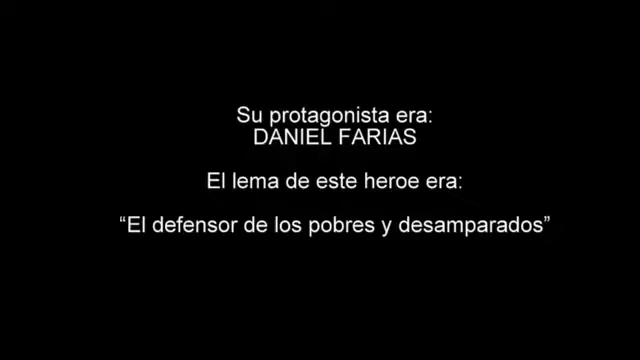 Su protagonista era:
DANIEL FARIAS
El lema de este heroe era:
“El defensor de los pobres y desamparados”